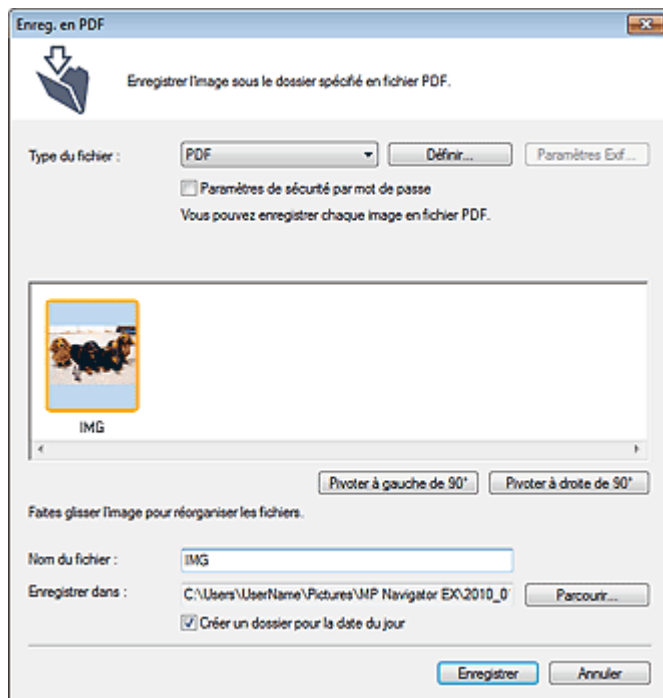 Enreg. en PDF
Enregistrer l'image sous le dossier spécifié en fichier PDF.
Type du fichier : PDF Définir... Paramètres Exif...
Paramètres de sécurité par mot de passe
Vous pouvez enregistrer chaque image en fichier PDF.
IMG
Pivoter à gauche de 90° Pivoter à droite de 90°
Faites glisser l'image pour réorganiser les fichiers.
Nom du fichier : IMG
Enregistrer dans : C:\Users\UserName\Pictures\MP Navigator EX\2010_0 Parcourir...
Créer un dossier pour la date du jour
Enregistrer Annuler